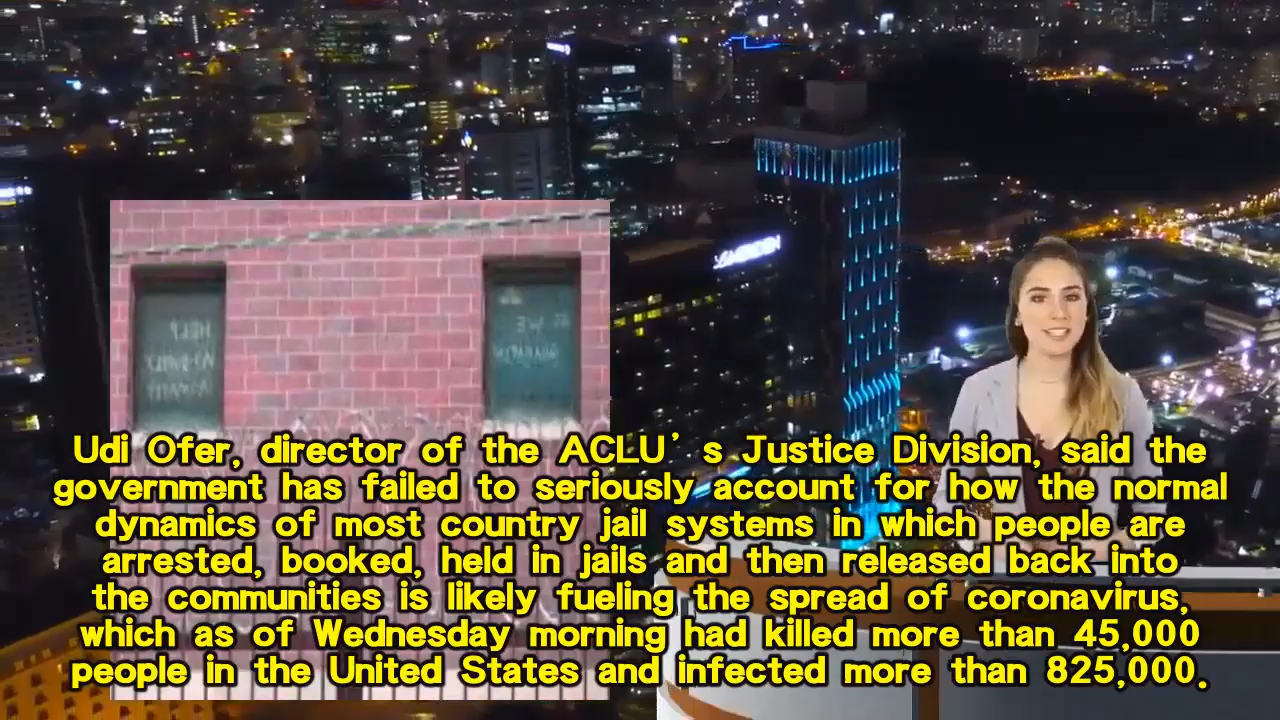 Udi Ofer, director of the ACLU’s Justice Division, said the
government has failed to seriously account for how the normal
dynamics of most country jail systems in which people are
arrested, booked, held in jails and then released back into
the communities is likely fueling the spread of coronavirus,
which as of Wednesday morning had killed more than 45,000
people in the United States and infected more than 825,000.